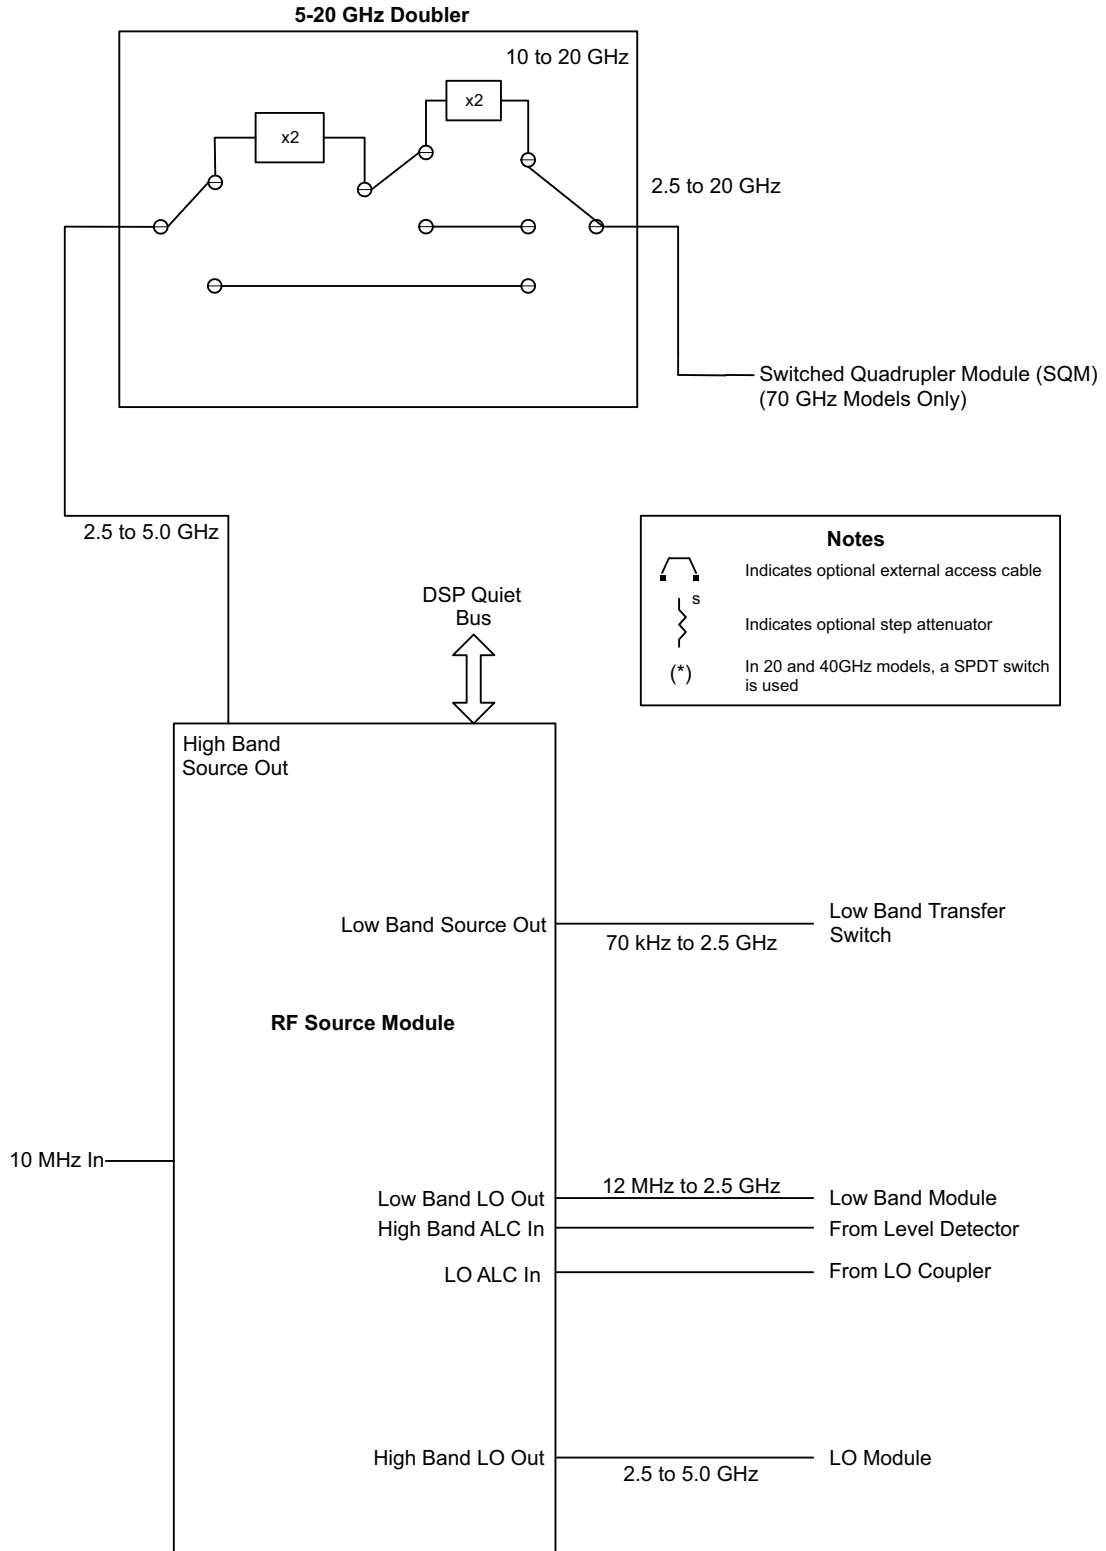 5-20 GHz Doubler
10 to 20 GHz
x2
x2
2.5 to 20 GHz
Switched Quadrupler Module (SQM)
(70 GHz Models Only)
2.5 to 5.0 GHz
Notes
Indicates optional external access cable
s
Indicates optional step attenuator
(*)
In 20 and 40GHz models, a SPDT switch
is used
DSP Quiet
Bus
High Band
Source Out
Low Band Source Out
70 kHz to 2.5 GHz
Low Band Transfer
Switch
RF Source Module
10 MHz In
Low Band LO Out
12 MHz to 2.5 GHz
Low Band Module
High Band ALC In
From Level Detector
LO ALC In
From LO Coupler
High Band LO Out
2.5 to 5.0 GHz
LO Module